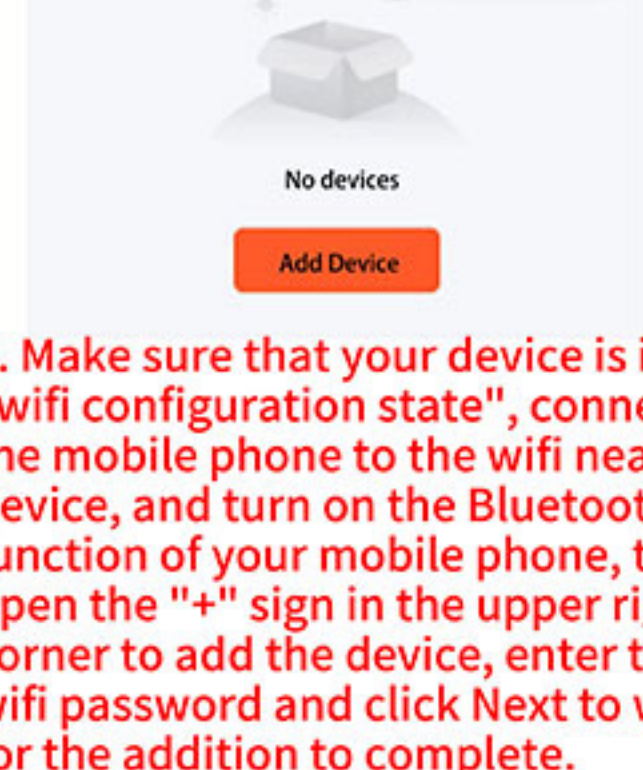 No devices
Add Device
. Make sure that your device is i
wifi configuration state", conne
he mobile phone to the wifi nea
evice, and turn on the Bluetoo
unction of your mobile phone, t
pen the "+" sign in the upper ri
orner to add the device, enter t
wifi password and click Next to w
or the addition to complete.